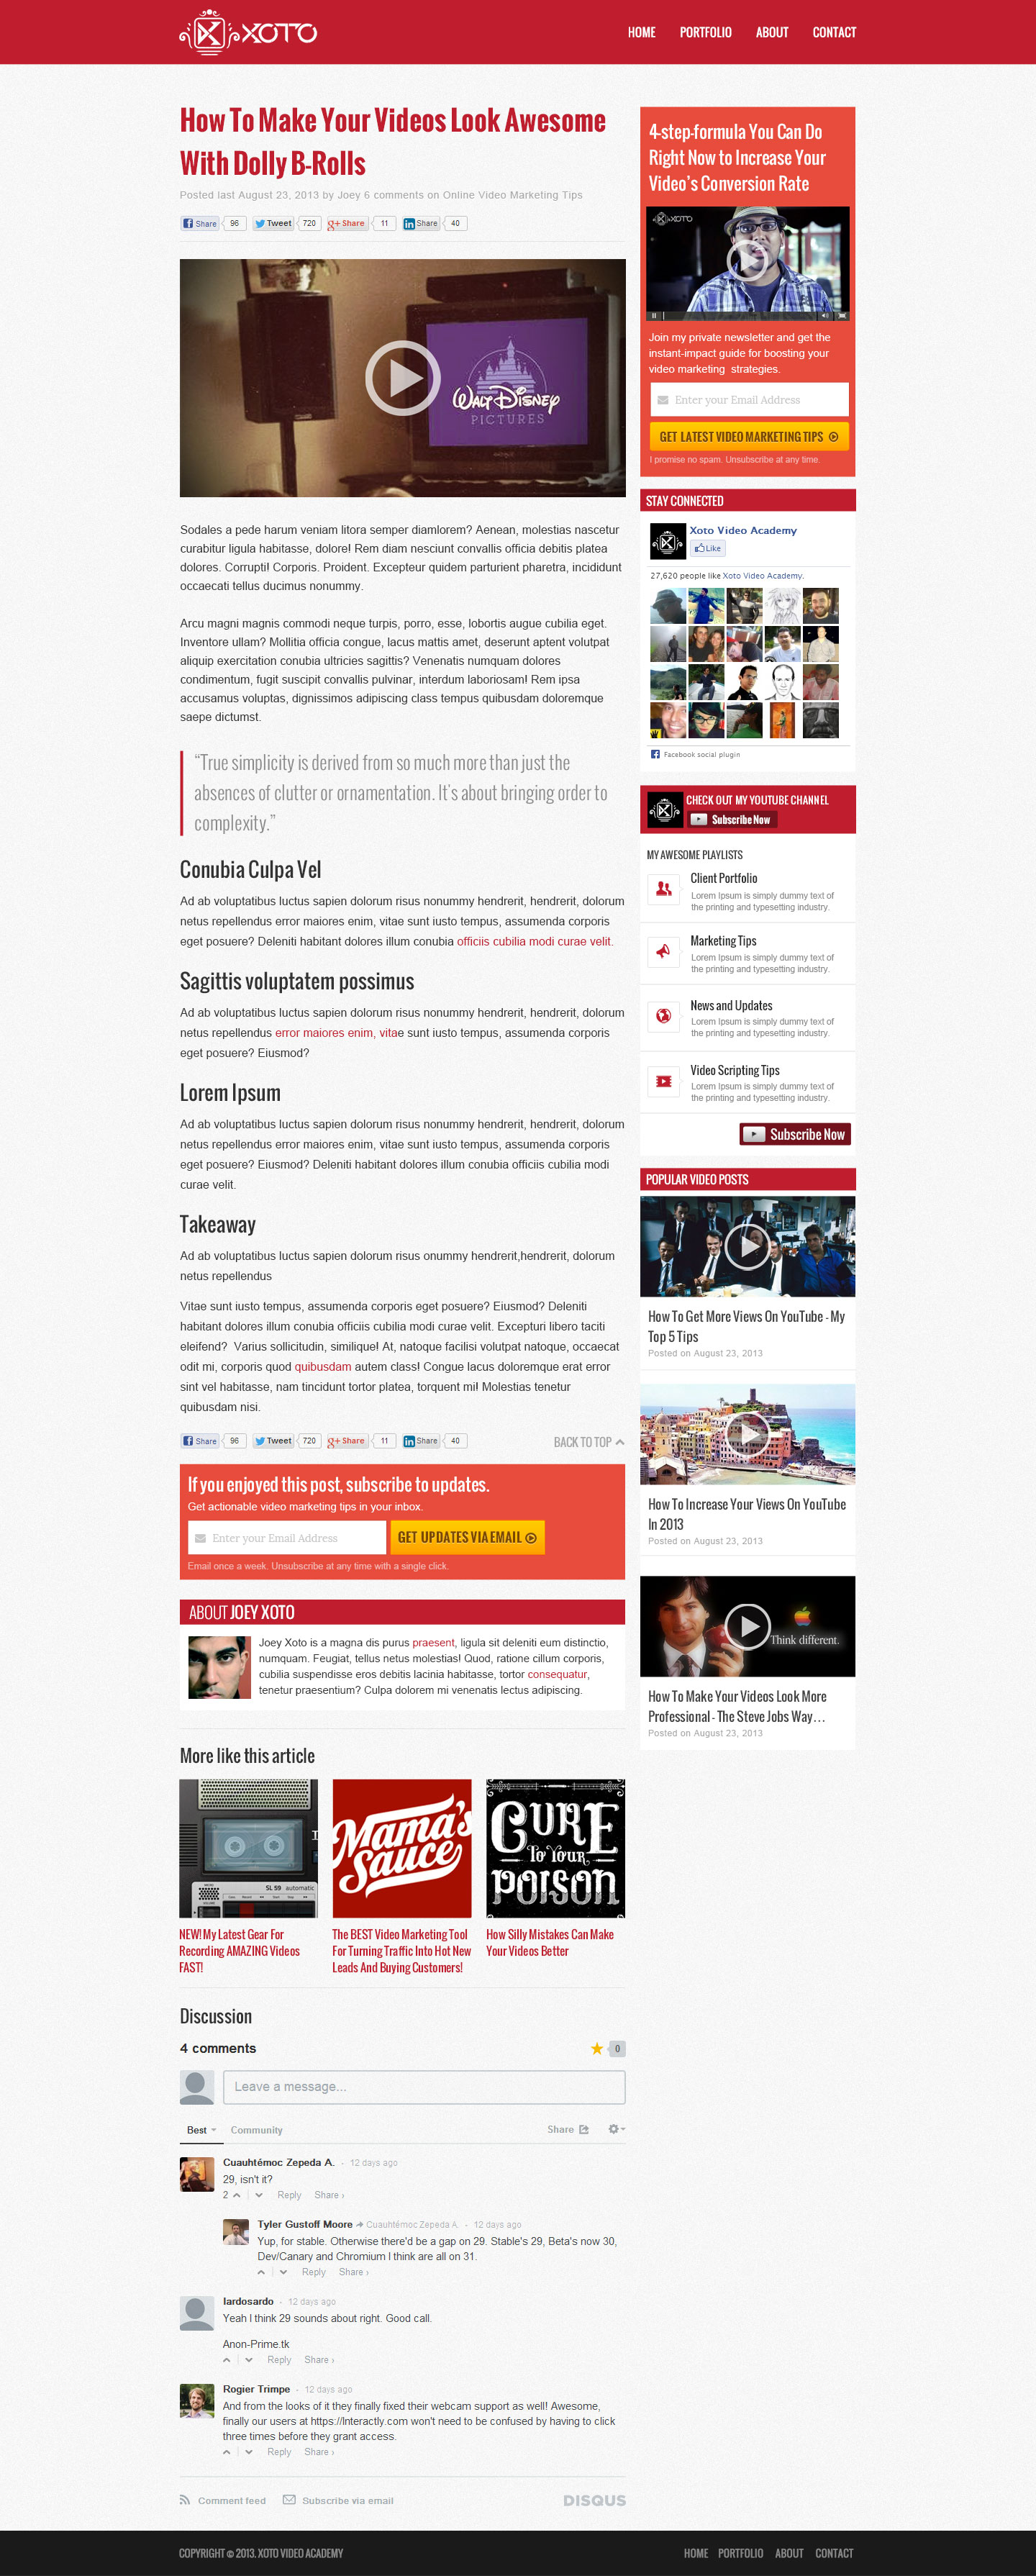 XOTTO
HOME PORTFOLIO ABOUT CONTACT
How To Make Your Videos Look Awesome
With Dolly B-Rolls
Posted last August 23, 2013 by Joey 6 comments on Online Video Marketing Tips
Share 96 Tweet 720 Share 11 Share 40
WALT DISNEY
PICTURES
Sodales a pede harum veniam litora semper diamlorem? Aenean, molestias nascetur
curabitur ligula habitasse, dolore! Rem diam nesciunt convallis officia debitis platea
dolores. Corrupti! Corporis. Proident. Excepteur quidem parturient pharetra, incididunt
occaecati tellus ducimus nonummy.
Arcu magni magnis commodi neque turpis, porro, esse, lobortis augue cubilia eget.
Inventore ullam? Mollitia officia congue, lacus mattis amet, deserunt aptent volutpat
aliquip exercitation conubia ultricies sagittis? Venenatis numquam dolores
condimentum, fugit suscipit convallis pulvinar, interdum laboriosam! Rem ipsa
accusamus voluptas, dignissimos adipiscing class tempus quibusdam doloremque
saepe dictumst.
“True simplicity is derived from so much more than just the
absences of clutter or ornamentation. It’s about bringing order to
complexity.”
Conubia Culpa Vel
Ad ab voluptatibus luctus sapien dolorum risus nonummy hendrerit, hendrerit, dolorum
netus repellendus error maiores enim, vitae sunt iusto tempus, assumenda corporis
eget posuere? Deleniti habitant dolores illum conubia officiis cubilia modi curae velit.
Sagittis voluptatem possimus
Ad ab voluptatibus luctus sapien dolorum risus nonummy hendrerit, hendrerit, dolorum
netus repellendus error maiores enim, vitae sunt iusto tempus, assumenda corporis
eget posuere? Eiusmod?
Lorem Ipsum
Ad ab voluptatibus luctus sapien dolorum risus nonummy hendrerit, hendrerit, dolorum
netus repellendus error maiores enim, vitae sunt iusto tempus, assumenda corporis
eget posuere? Eiusmod? Deleniti habitant dolores illum conubia officiis cubilia modi
curae velit.
Takeaway
Ad ab voluptatibus luctus sapien dolorum risus onummy hendrerit,hendrerit, dolorum
netus repellendus
Vitae sunt iusto tempus, assumenda corporis eget posuere? Eiusmod? Deleniti
habitant dolores illum conubia officiis cubilia modi curae velit. Excepturi libero taciti
eleifend? Varius sollicitudin, similique! At, natoque facilisi volutpat natoque, occaecat
odit mi, corporis quod quibusdam autem class! Congue lacus doloremque erat error
sint vel habitasse, nam tincidunt tortor platea, torquent mi! Molestias tenetur
quibusdam nisi.
Share 96 Tweet 720 Share 11 Share 40
BACK TO TOP
If you enjoyed this post, subscribe to updates.
Get actionable video marketing tips in your inbox.
Enter your Email Address
GET UPDATES VIA EMAIL
Email once a week. Unsubscribe at any time with a single click.
ABOUT JOEY XOTO
Joey Xoto is a magna dis purus praesent, ligula sit deleniti eum distinctio,
numquam. Feugiat, tellus netus molestias! Quod, ratione cillum corporis,
cubilia suspendisse eros debitis lacinia habitasse, tortor consequatur,
tenetur praesentium? Culpa dolorem mi venenatis lectus adipiscing.
More like this article
SL 59 automatic
Mama's
Sauce
CURE
To Your
POISON
NEW! My Latest Gear For
Recording AMAZING Videos
FAST!
The BEST Video Marketing Tool
For Turning Traffic Into Hot New
Leads And Buying Customers!
How Silly Mistakes Can Make
Your Videos Better
Discussion
4 comments
0
Leave a message...
Best Community
Share
Cuauhtémoc Zepeda A. · 12 days ago
29, isn't it?
2 Reply Share ›
Tyler Gustoff Moore Cuauhtémoc Zepeda A. · 12 days ago
Yup, for stable. Otherwise there'd be a gap on 29. Stable's 29, Beta's now 30,
Dev/Canary and Chromium I think are all on 31.
Reply Share ›
lardosardo · 12 days ago
Yeah I think 29 sounds about right. Good call.
Anon-Prime.tk
Reply Share ›
Rogier Trimpe · 12 days ago
And from the looks of it they finally fixed their webcam support as well! Awesome,
finally our users at https://Interactly.com won't need to be confused by having to click
three times before they grant access.
Reply Share ›
Comment feed Subscribe via email
DISQUS
4-step-formula You Can Do
Right Now to Increase Your
Video’s Conversion Rate
XOTTO
Join my private newsletter and get the
instant-impact guide for boosting your
video marketing strategies.
Enter your Email Address
GET LATEST VIDEO MARKETING TIPS
I promise no spam. Unsubscribe at any time.
STAY CONNECTED
Xoto Video Academy
Like
27,620 people like Xoto Video Academy.
Facebook social plugin
CHECK OUT MY YOUTUBE CHANNEL
Subscribe Now
MY AWESOME PLAYLISTS
Client Portfolio
Lorem Ipsum is simply dummy text of
the printing and typesetting industry.
Marketing Tips
Lorem Ipsum is simply dummy text of
the printing and typesetting industry.
News and Updates
Lorem Ipsum is simply dummy text of
the printing and typesetting industry.
Video Scripting Tips
Lorem Ipsum is simply dummy text of
the printing and typesetting industry.
Subscribe Now
POPULAR VIDEO POSTS
How To Get More Views On YouTube - My
Top 5 Tips
Posted on August 23, 2013
How To Increase Your Views On YouTube
In 2013
Posted on August 23, 2013
Think different.
How To Make Your Videos Look More
Professional - The Steve Jobs Way…
Posted on August 23, 2013
COPYRIGHT © 2013. XOTO VIDEO ACADEMY
HOME PORTFOLIO ABOUT CONTACT